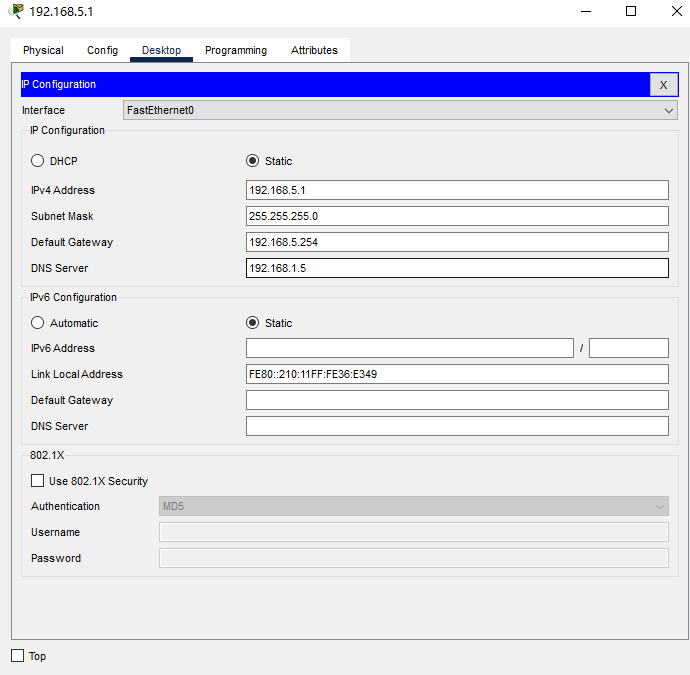 192.168.5.1
Physical Config Desktop Programming Attributes
IP Configuration X
Interface FastEthernet0
IP Configuration
DHCP Static
IPv4 Address 192.168.5.1
Subnet Mask 255.255.255.0
Default Gateway 192.168.5.254
DNS Server 192.168.1.5
IPv6 Configuration
Automatic Static
IPv6 Address /
Link Local Address FE80::210:11FF:FE36:E349
Default Gateway
DNS Server
802.1X
Use 802.1X Security
Authentication MD5
Username
Password
Top